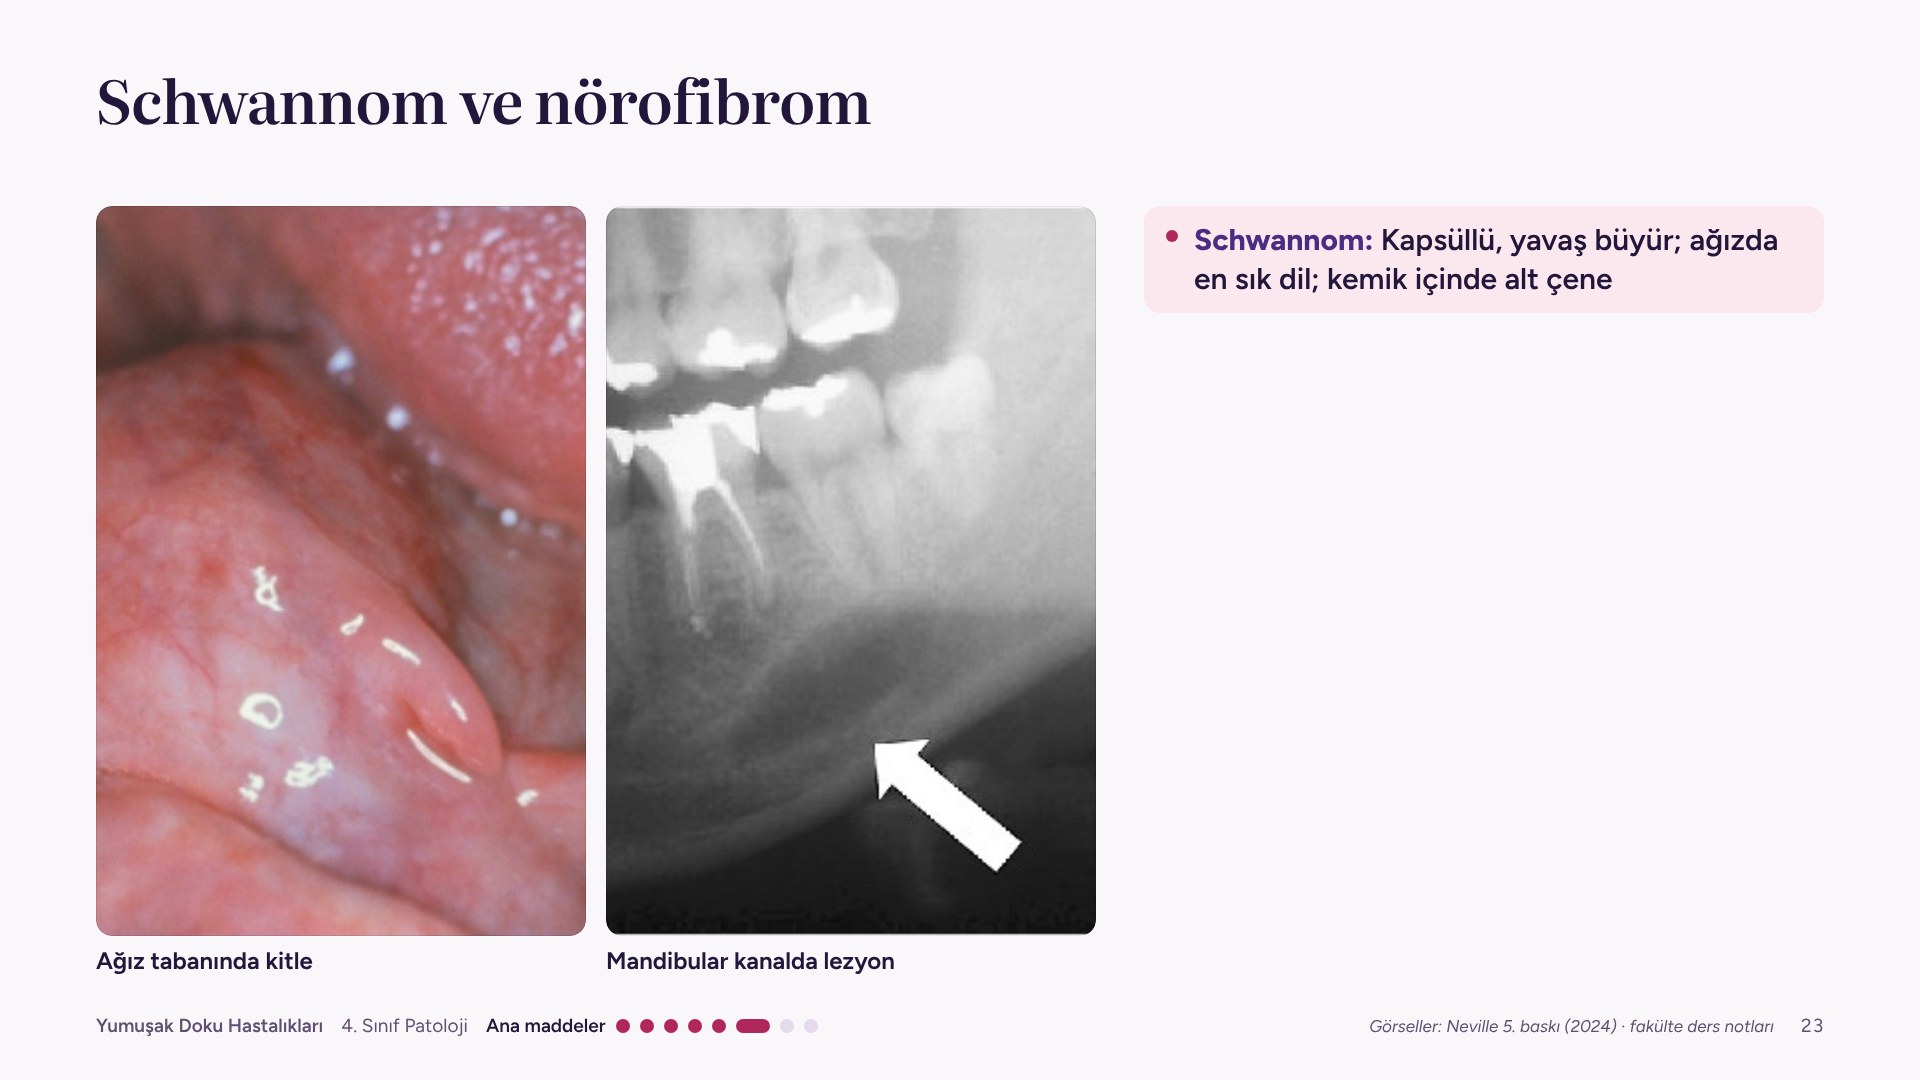 Schwannom ve nörofibrom
Schwannom: Kapsüllü, yavaş büyür; ağızda
en sık dil; kemik içinde alt çene
Ağız tabanında kitle
Mandibular kanalda lezyon
Yumuşak Doku Hastalıkları 4. Sınıf Patoloji Ana maddeler
Görseller: Neville 5. baskı (2024) · fakülte ders notları 23